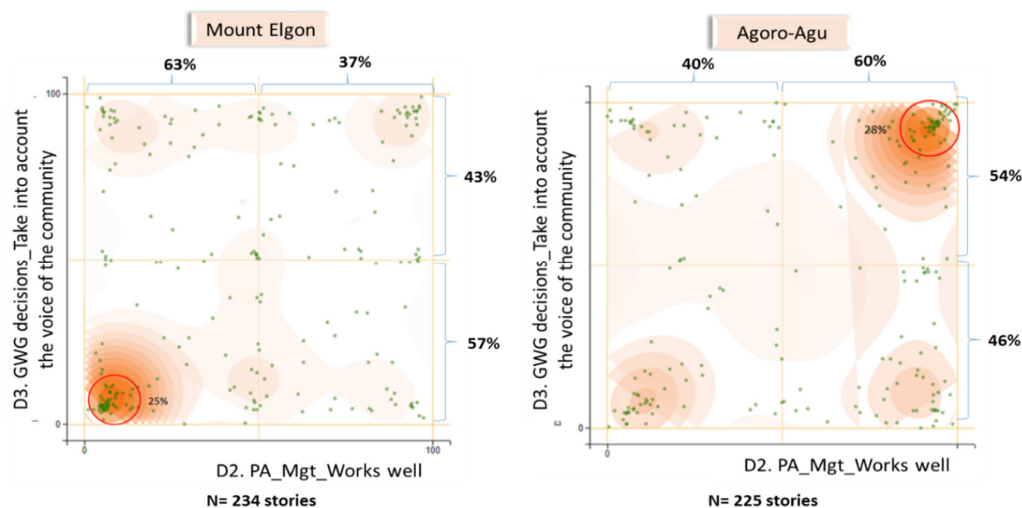 Mount Elgon
63%
37%
100
43%
57%
25%
0
0
100
D3. GWG decisions_Take into account
the voice of the community
D2. PA_Mgt_Works well
N= 234 stories
Agoro-Agu
40%
60%
28%
54%
46%
0
0
D3. GWG decisions_Take into account
the voice of the community
D2. PA_Mgt_Works well
N= 225 stories